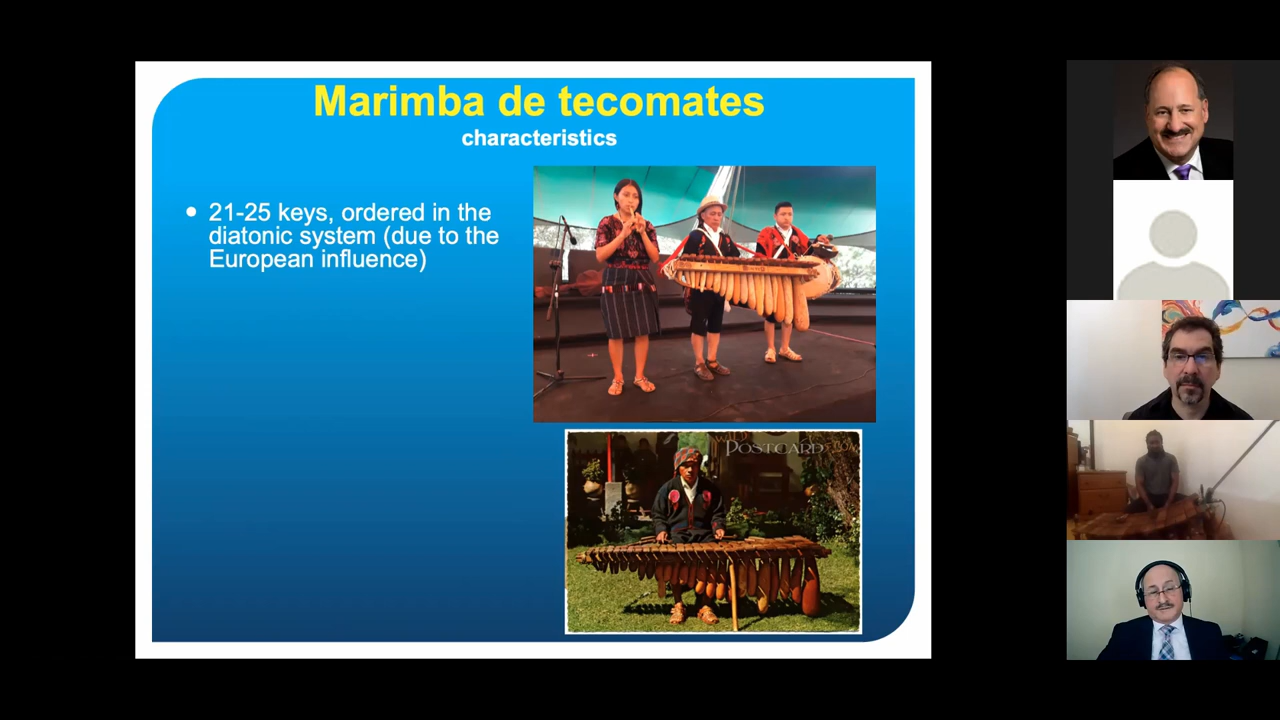 Marimba de tecomates
characteristics
• 21-25 keys, ordered in the
diatonic system (due to the
European influence)
POSTCARD